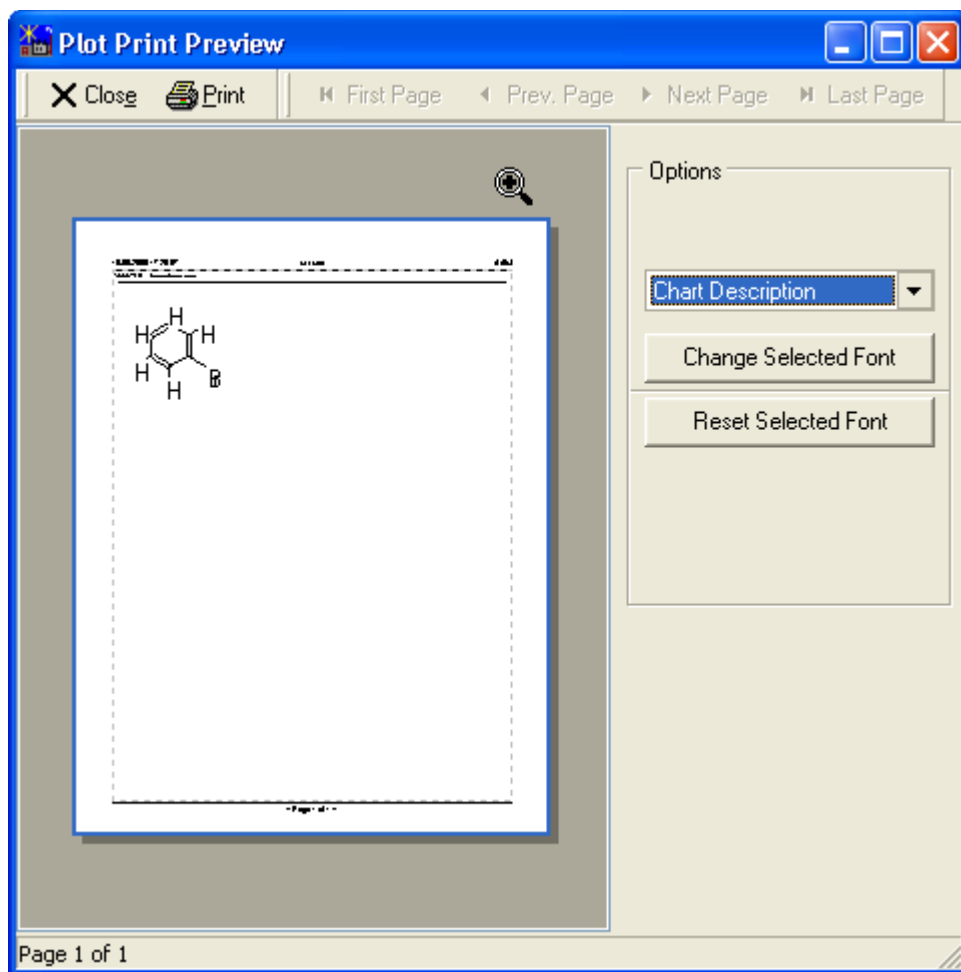 Plot Print Preview
Close Print First Page Prev. Page Next Page Last Page
Options
Chart Description
Change Selected Font
Reset Selected Font
H
H H
H
H
Page 1 of 1